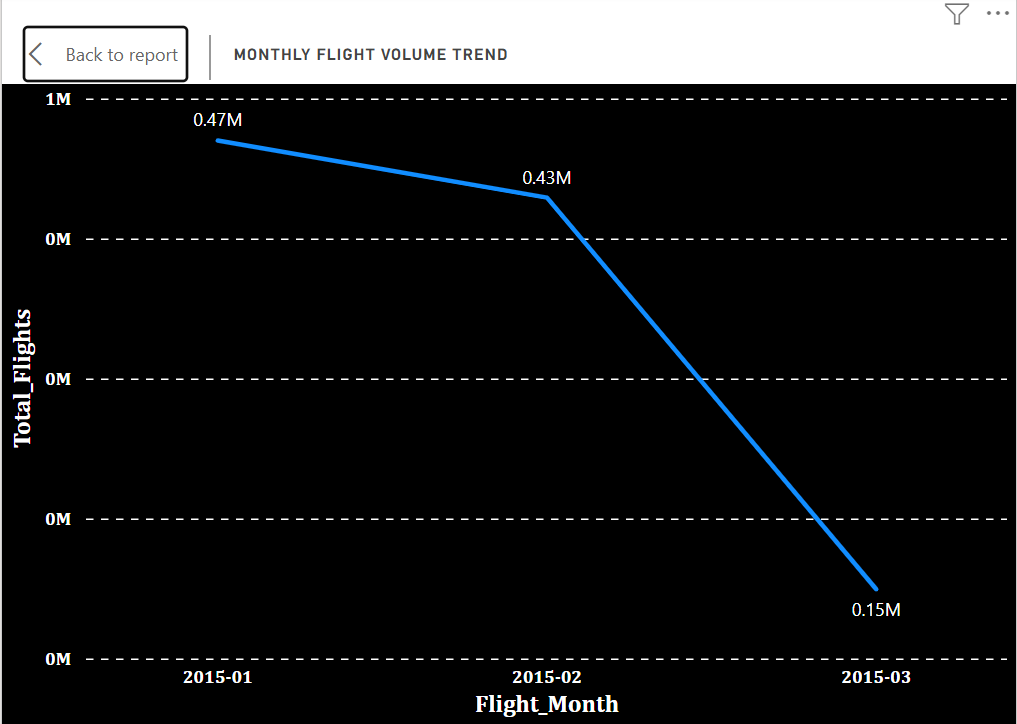 Back to report
MONTHLY FLIGHT VOLUME TREND
1M
0.47M
0.43M
0M
Total_Flights
0M
0M
0.15M
0M
2015-01 2015-02 2015-03
Flight_Month